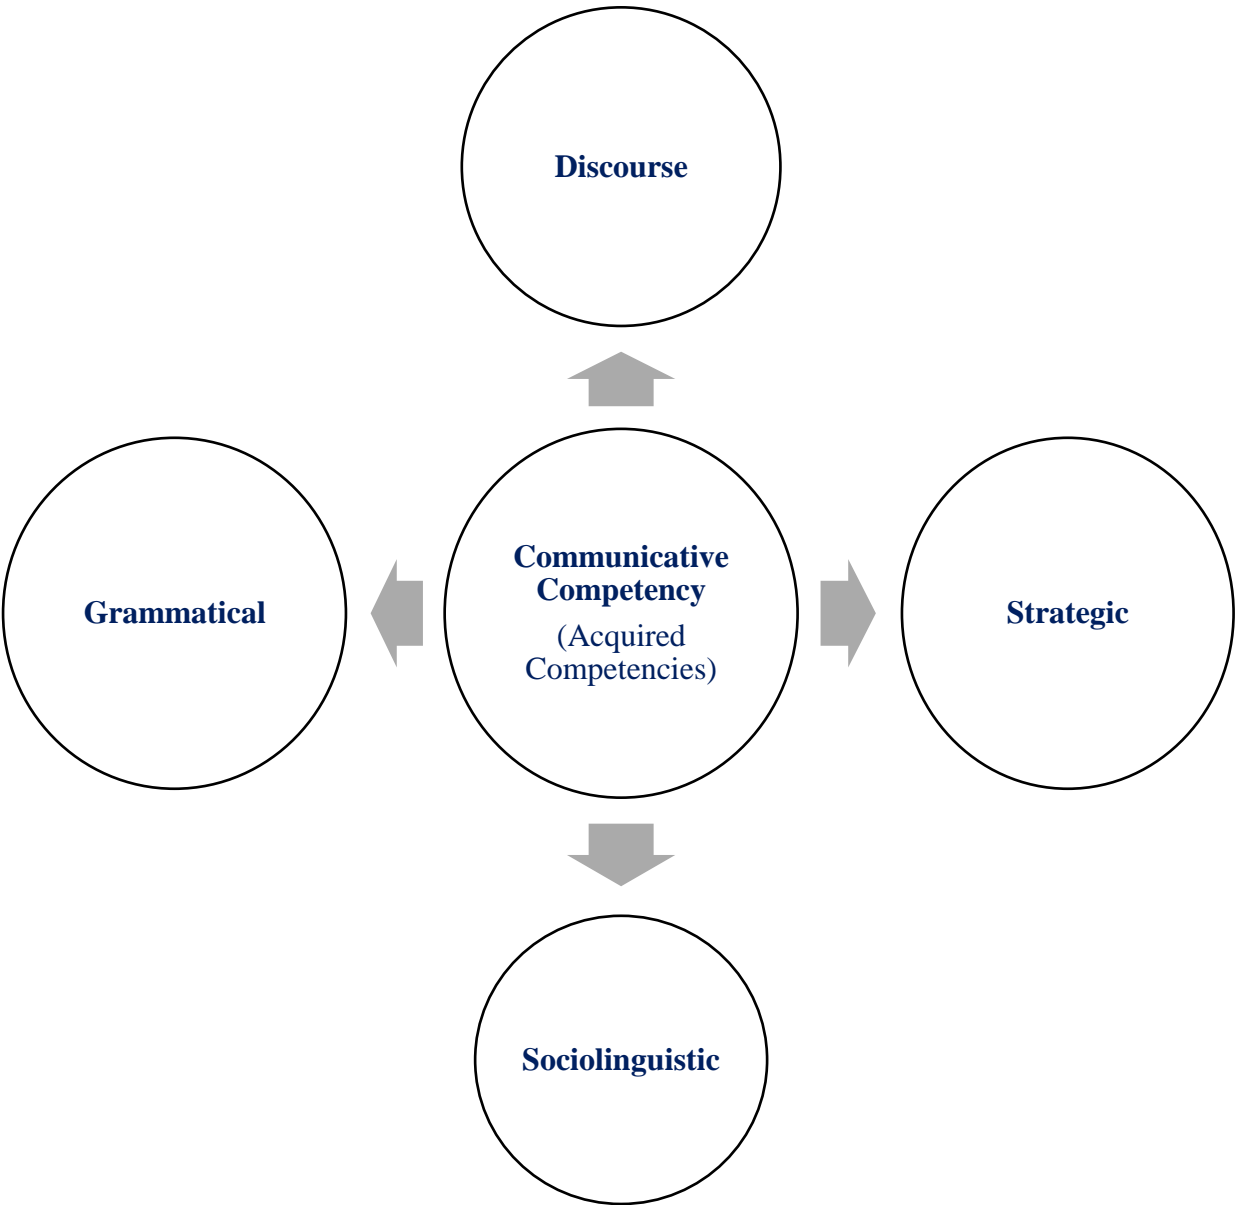 Discourse
Grammatical
Communicative
Competency
(Acquired
Competencies)
Strategic
Sociolinguistic